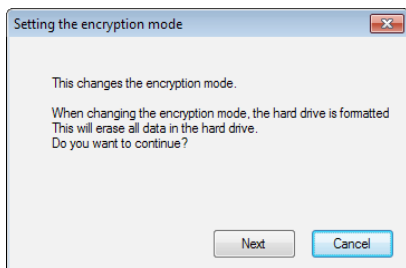 Setting the encryption mode
This changes the encryption mode.
When changing the encryption mode, the hard drive is formatted
This will erase all data in the hard drive.
Do you want to continue?
Next
Cancel